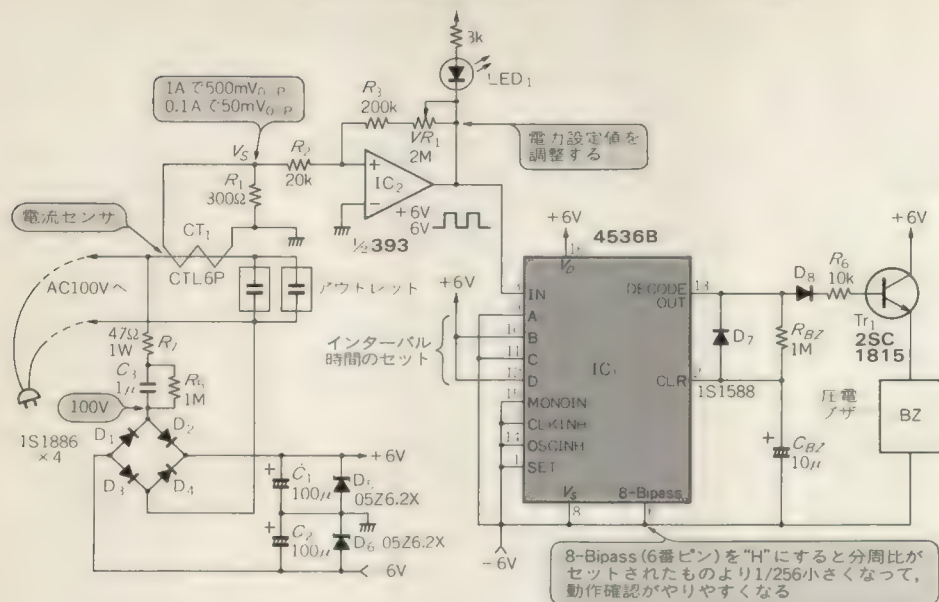 3k
LED₁
1Aで500mV₀₋ₚ
0.1Aで50mV₀₋ₚ
R₃
200k
VR₁
2M
電力設定値を
調整する
Vs
R₂
20k
R₁
300Ω
IC₂
+
−
½ 393
+6V
6V
電流センサ
CT₁
CTL6P
AC100Vへ
アウトレット
47Ω
1W
C₃
1μ
1M
100V
1S1886
×4
D₁
D₂
D₃
D₄
C₁
100μ
C₂
100μ
+6V
6V
05Z6.2X
D₆ 05Z6.2X
+6V
4536B
+6V
インターバル
時間のセット
IN
A
B
C
D
MONOIN
CLKINH
OSCINH
SET
DECODE
OUT
CLR
8-Bipass
8
−6V
D₇
1S1588
D₈
R₆
10k
R_BZ
1M
C_BZ
10μ
+6V
Tr₁
2SC
1815
圧電
ブザ
BZ
8-Bipass(6番ピン)を"H"にすると分周比が
セットされたものより1/256小さくなって，
動作確認がやりやすくなる